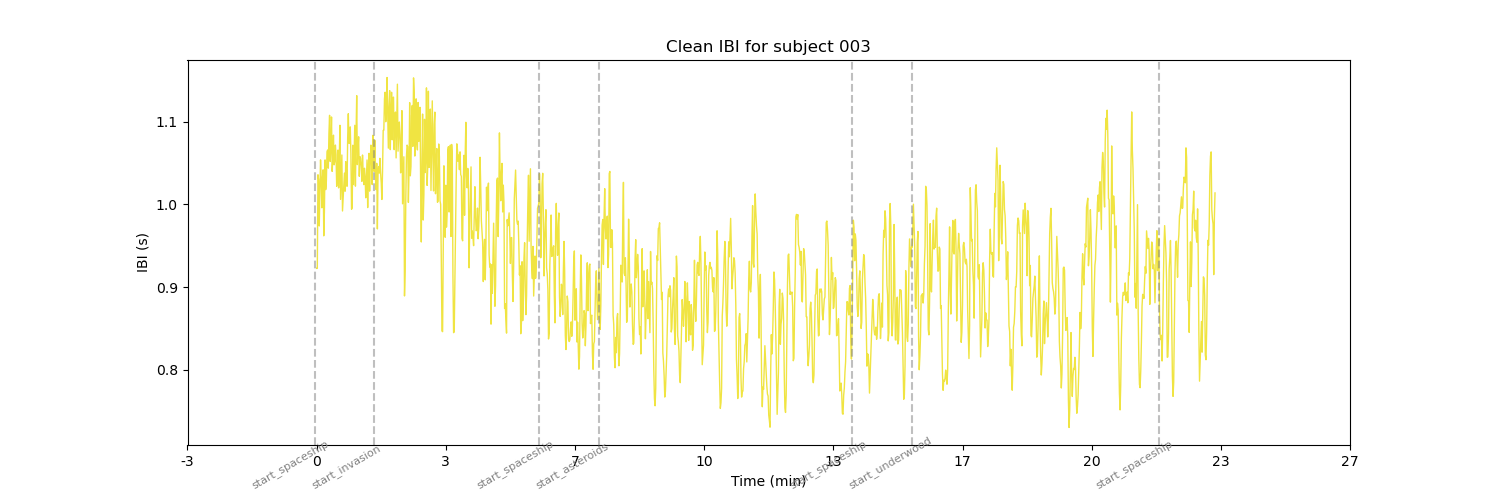 Clean IBI for subject 003
IBI (s)
1.1
1.0
0.9
0.8
-3 0 3 7 10 13 17 20 23 27
start_spaceship start_invasion start_spaceship start_asteroids start_spaceship start_underwood start_spaceship
Time (min)